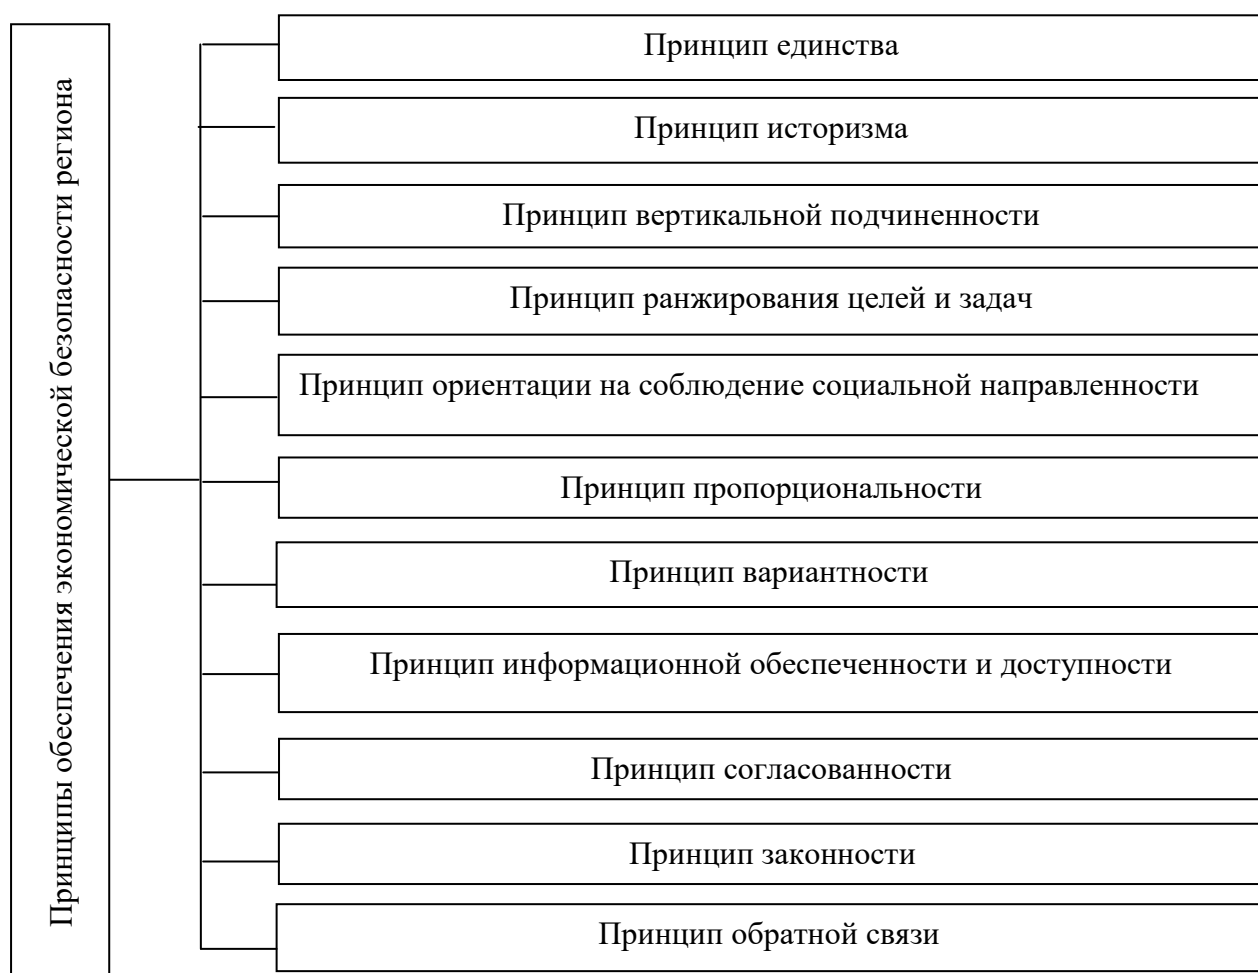 Принципы обеспечения экономической безопасности региона
Принцип единства
Принцип историзма
Принцип вертикальной подчиненности
Принцип ранжирования целей и задач
Принцип ориентации на соблюдение социальной направленности
Принцип пропорциональности
Принцип вариантности
Принцип информационной обеспеченности и доступности
Принцип согласованности
Принцип законности
Принцип обратной связи